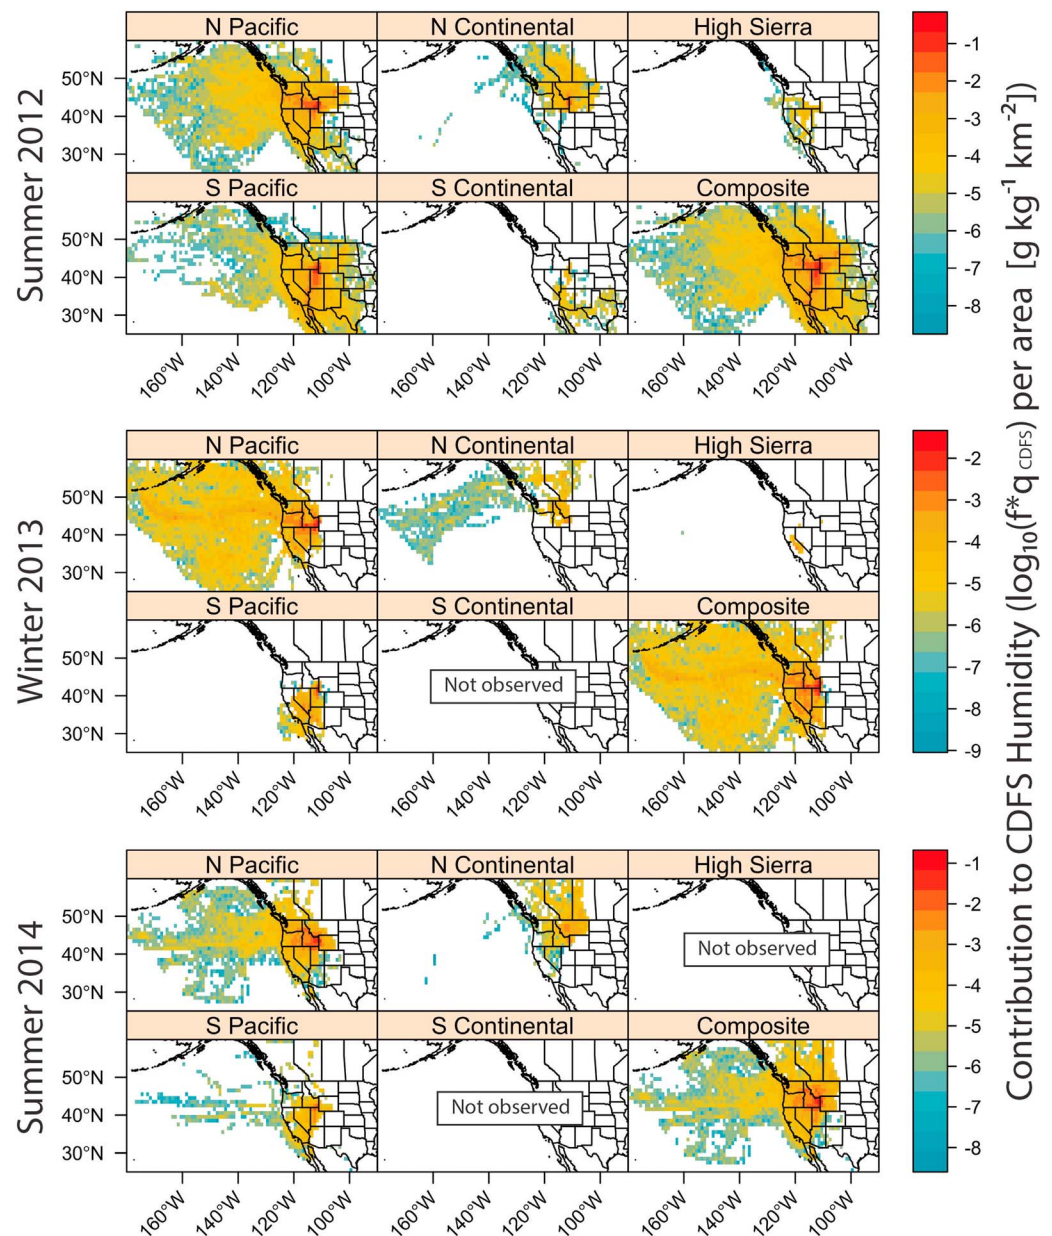 Summer 2012
N Pacific N Continental High Sierra
50°N
40°N
30°N
S Pacific S Continental Composite
50°N
40°N
30°N
160°W 140°W 120°W 100°W 160°W 140°W 120°W 100°W 160°W 140°W 120°W 100°W
-1
-2
-3
-4
-5
-6
-7
-8
Winter 2013
N Pacific N Continental High Sierra
50°N
40°N
30°N
S Pacific S Continental Composite
Not observed
50°N
40°N
30°N
160°W 140°W 120°W 100°W 160°W 140°W 120°W 100°W 160°W 140°W 120°W 100°W
-2
-3
-4
-5
-6
-7
-8
-9
Summer 2014
N Pacific N Continental High Sierra
Not observed
50°N
40°N
30°N
S Pacific S Continental Composite
Not observed
50°N
40°N
30°N
160°W 140°W 120°W 100°W 160°W 140°W 120°W 100°W 160°W 140°W 120°W 100°W
-1
-2
-3
-4
-5
-6
-7
-8
Contribution to CDFS Humidity (log₁₀(f*q CDFS) per area [g kg⁻¹ km⁻²])